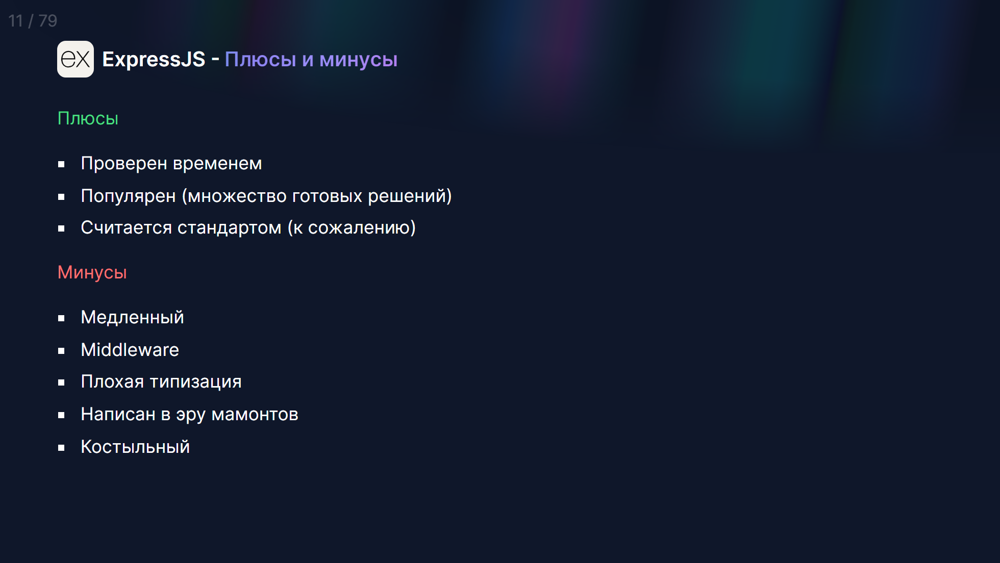 11 / 79
ex ExpressJS - Плюсы и минусы
Плюсы
Проверен временем
Популярен (множество готовых решений)
Считается стандартом (к сожалению)
Минусы
Медленный
Middleware
Плохая типизация
Написан в эру мамонтов
Костыльный